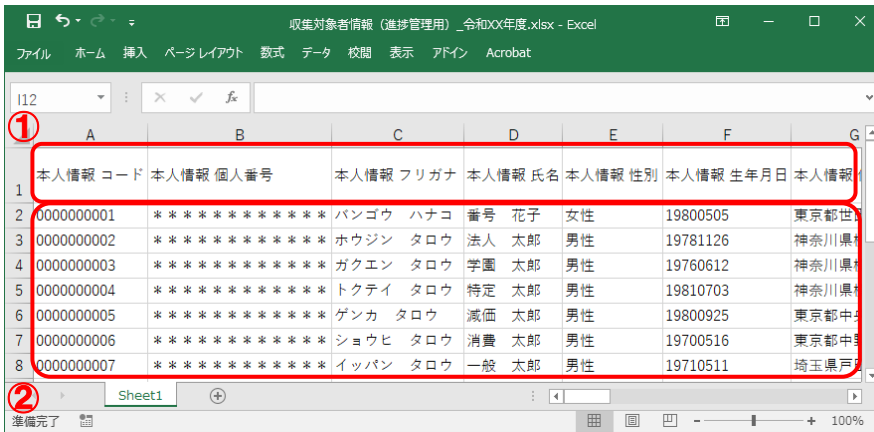 収集対象者情報（進捗管理用）_令和XX年度.xlsx - Excel
ファイル ホーム 挿入 ページ レイアウト 数式 データ 校閲 表示 アドイン Acrobat
I12 fx
①
A B C D E F G
1 本人情報 コード 本人情報 個人番号 本人情報 フリガナ 本人情報 氏名 本人情報 性別 本人情報 生年月日 本人情報
2 0000000001 ＊＊＊＊＊＊＊＊＊＊＊＊ バンゴウ　ハナコ 番号　花子 女性 19800505 東京都世田
3 0000000002 ＊＊＊＊＊＊＊＊＊＊＊＊ ホウジン　タロウ 法人　太郎 男性 19781126 神奈川県
4 0000000003 ＊＊＊＊＊＊＊＊＊＊＊＊ ガクエン　タロウ 学園　太郎 男性 19760612 神奈川県
5 0000000004 ＊＊＊＊＊＊＊＊＊＊＊＊ トクテイ　タロウ 特定　太郎 男性 19810703 神奈川県
6 0000000005 ＊＊＊＊＊＊＊＊＊＊＊＊ ゲンカ　タロウ 減価　太郎 男性 19800925 東京都中央
7 0000000006 ＊＊＊＊＊＊＊＊＊＊＊＊ ショウヒ　タロウ 消費　太郎 男性 19700516 東京都中野
8 0000000007 ＊＊＊＊＊＊＊＊＊＊＊＊ イッパン　タロウ 一般　太郎 男性 19710511 埼玉県戸田
②
Sheet1
準備完了 100%